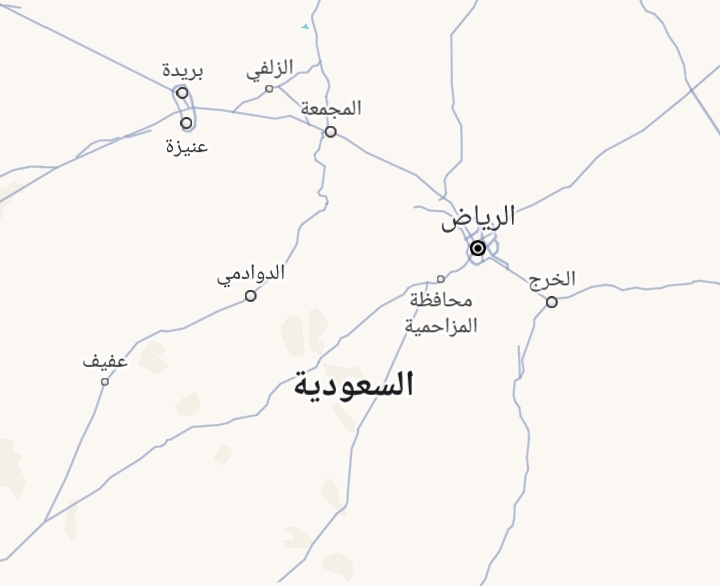 الزلفي
بريدة
المجمعة
عنيزة
الرياض
الدوادمي
الخرج
محافظة
المزاحمية
عفيف
السعودية